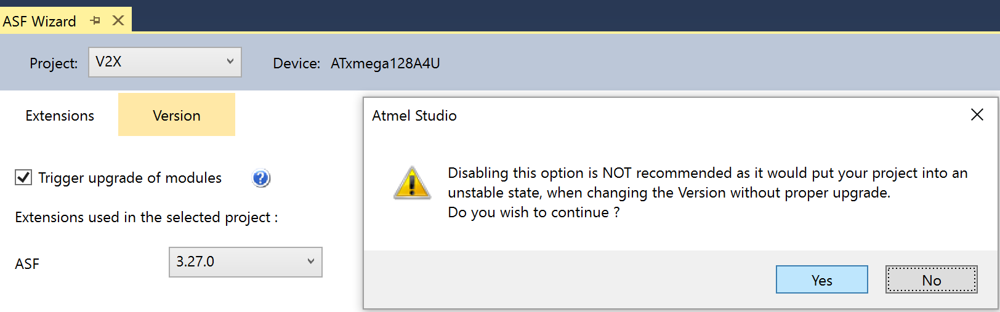 ASF Wizard
Project: V2X Device: ATxmega128A4U
Extensions Version
Trigger upgrade of modules ?
Extensions used in the selected project :
ASF 3.27.0
Atmel Studio
Disabling this option is NOT recommended as it would put your project into an
unstable state, when changing the Version without proper upgrade.
Do you wish to continue ?
Yes No